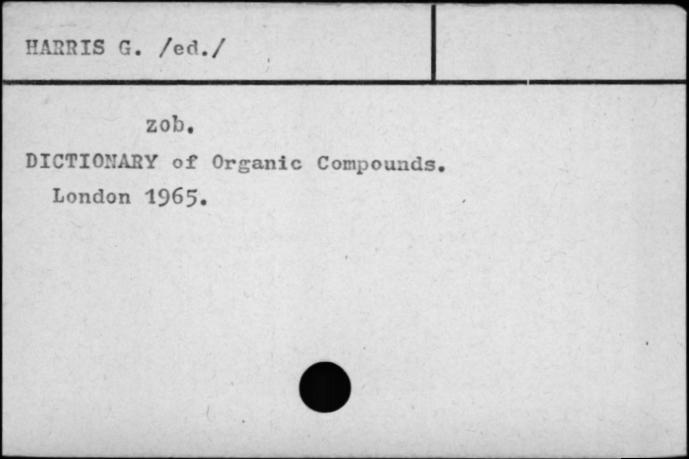 HARRIS G. /ed./
zob.
DICTIONARY of Organic Compounds.
London 1965.